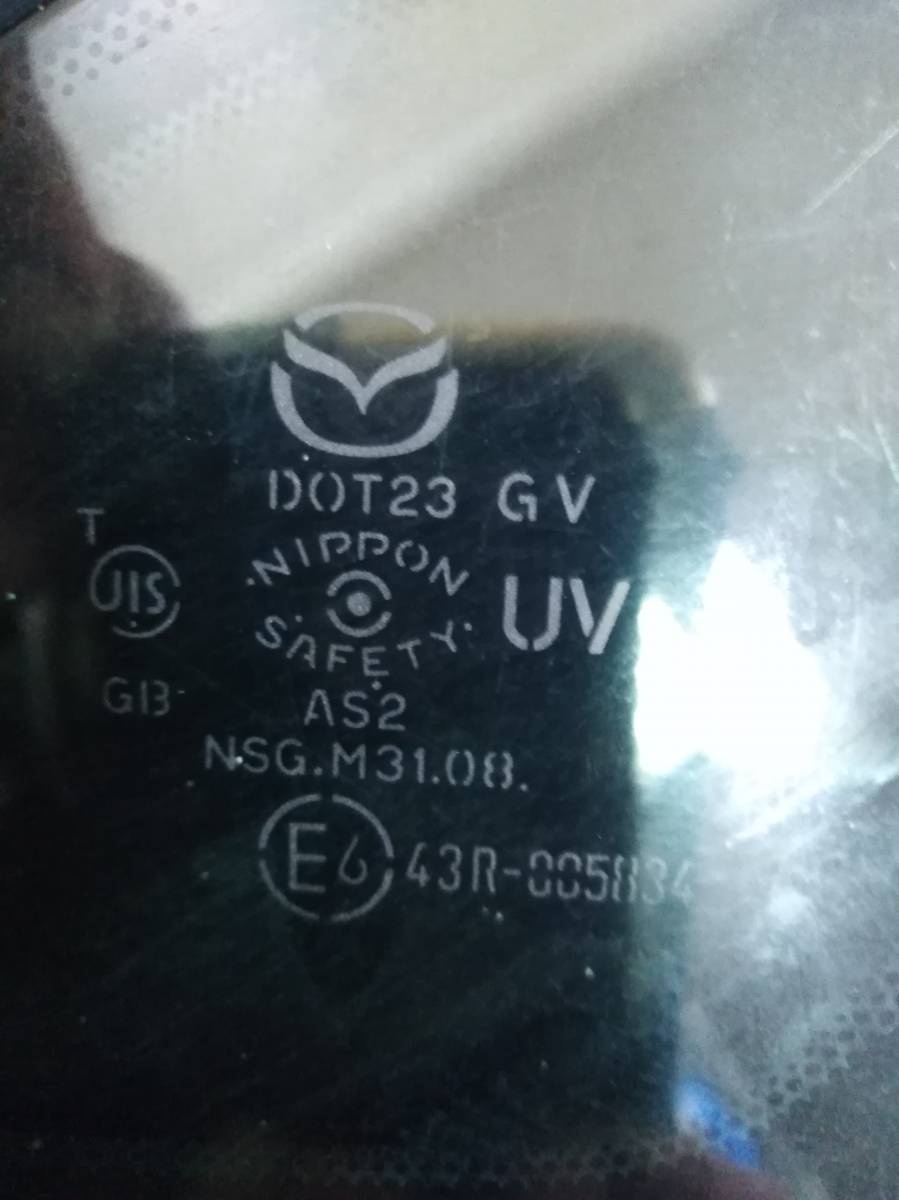 DOT23 GV
T
JIS
NIPPON
SAFETY
UV
GB
AS2
NSG.M31.08.
E6 43R-005834